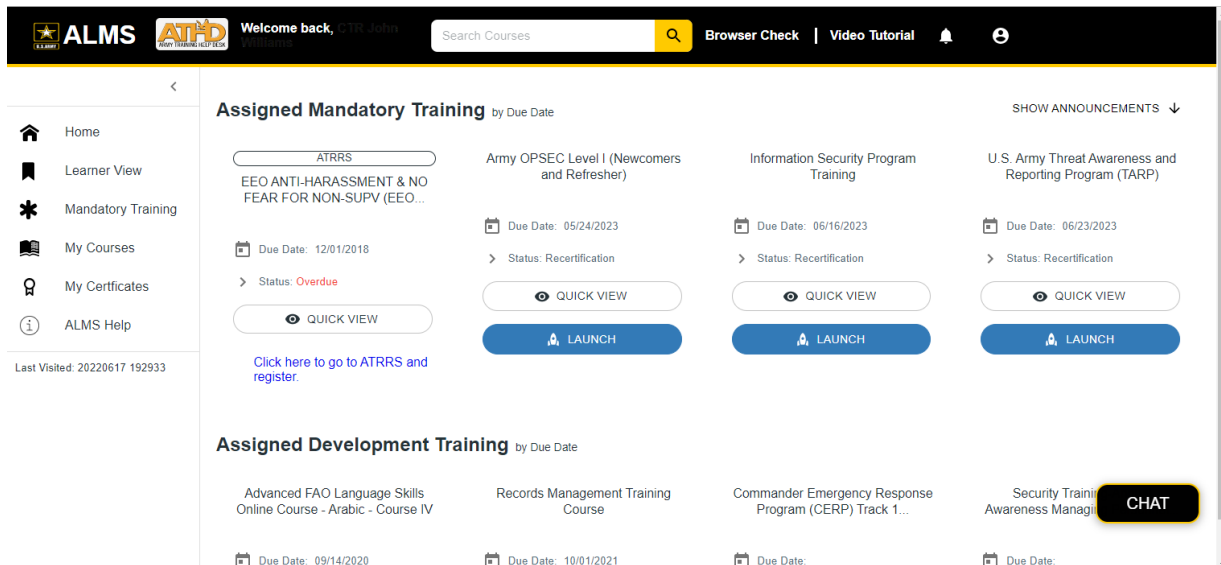 U.S. ARMY
ALMS
ATHD
ARMY TRAINING HELP DESK
Welcome back, CTR John
Williams
Search Courses
Browser Check | Video Tutorial
Home
Learner View
Mandatory Training
My Courses
My Certficates
ALMS Help
Last Visited: 20220617 192933
Assigned Mandatory Training by Due Date
SHOW ANNOUNCEMENTS
ATRRS
EEO ANTI-HARASSMENT & NO
FEAR FOR NON-SUPV (EEO...
Due Date: 12/01/2018
Status: Overdue
QUICK VIEW
Click here to go to ATRRS and
register.
Army OPSEC Level I (Newcomers
and Refresher)
Due Date: 05/24/2023
Status: Recertification
QUICK VIEW
LAUNCH
Information Security Program
Training
Due Date: 06/16/2023
Status: Recertification
QUICK VIEW
LAUNCH
U.S. Army Threat Awareness and
Reporting Program (TARP)
Due Date: 06/23/2023
Status: Recertification
QUICK VIEW
LAUNCH
Assigned Development Training by Due Date
Advanced FAO Language Skills
Online Course - Arabic - Course IV
Due Date: 09/14/2020
Records Management Training
Course
Due Date: 10/01/2021
Commander Emergency Response
Program (CERP) Track 1...
Due Date:
Security
Awareness
Due Date:
CHAT